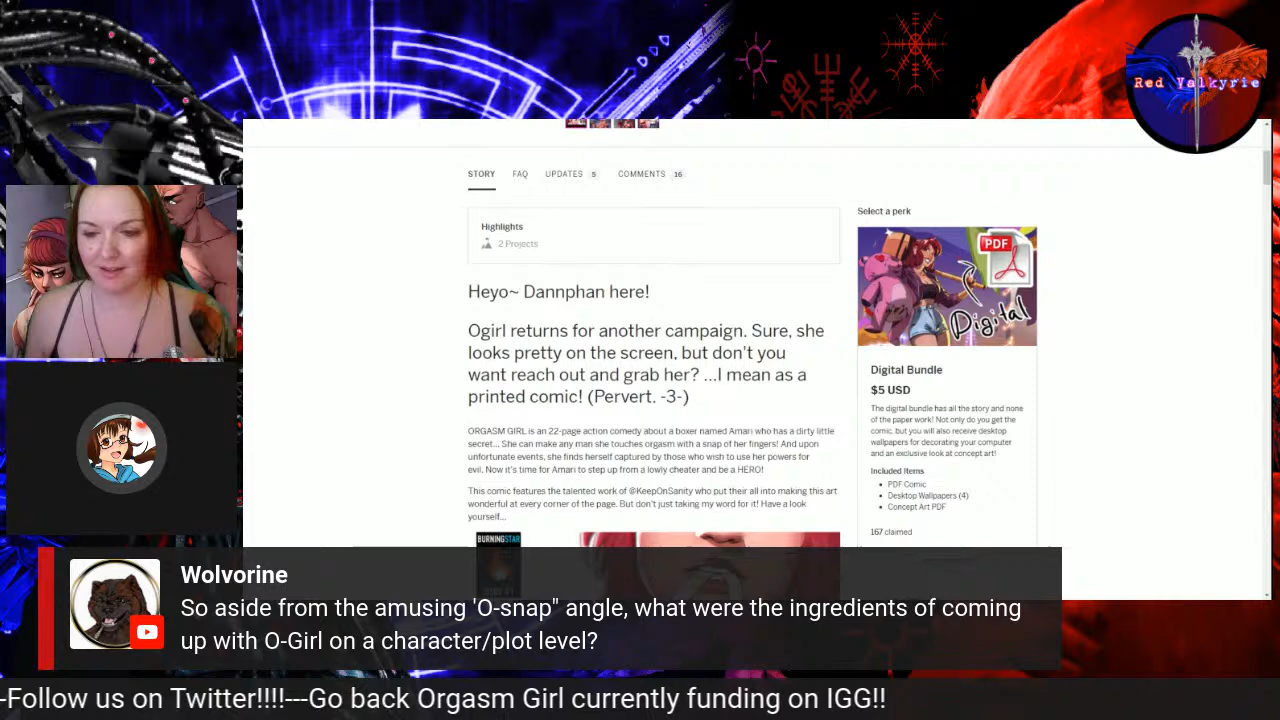 Red Valkyrie
STORY FAQ UPDATES 5 COMMENTS 16
Select a perk
Highlights
2 Projects
PDF
Digital
Heyo~ Dannphan here!
Ogirl returns for another campaign. Sure, she
looks pretty on the screen, but don't you
want reach out and grab her? ...I mean as a
printed comic! (Pervert. -3-)
ORGASM GIRL is an 22-page action comedy about a boxer named Amari who has a dirty little
secret... She can make any man she touches orgasm with a snap of her fingers! And upon
unfortunate events, she finds herself captured by those who wish to use her powers for
evil. Now it's time for Amari to step up from a lowly cheater and be a HERO!
This comic features the talented work of @KeepOnSanity who put their all into making this art
wonderful at every corner of the page. But don't just taking my word for it! Have a look
yourself...
BURNINGSTAR
Digital Bundle
$5 USD
The digital bundle has all the story and none
of the paper work! Not only do you get the
comic, but you will also receive desktop
wallpapers for decorating your computer
and an exclusive look at concept art!
Included Items
PDF Comic
Desktop Wallpapers (4)
Concept Art PDF
167 claimed
Wolvorine
So aside from the amusing 'O-snap" angle, what were the ingredients of coming
up with O-Girl on a character/plot level?
-Follow us on Twitter!!!!---Go back Orgasm Girl currently funding on IGG!!